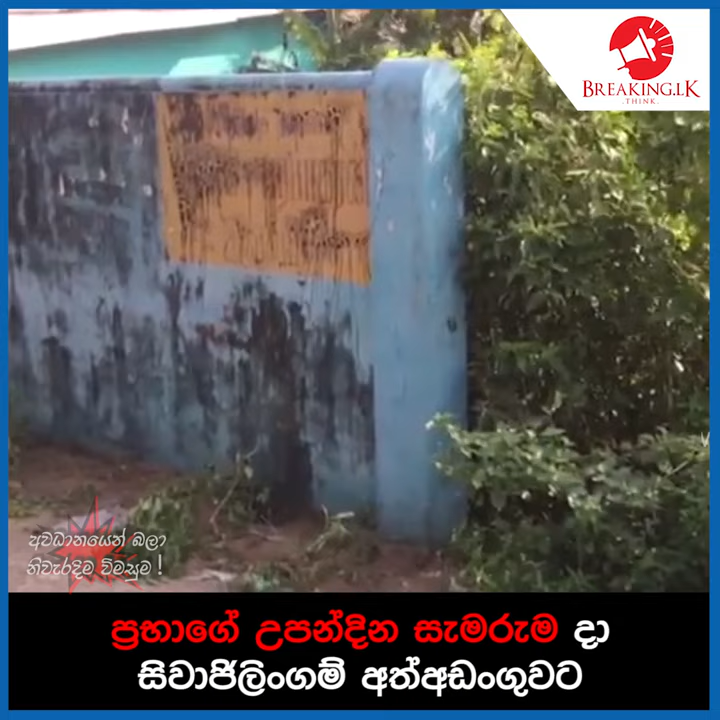 BREAKING.LK
.THINK.
අවධානයෙන් බලා
නිවැරදිම විමසුම !
ප්‍රභාගේ උපන්දින සැමරුම දා
සිවාජිලිංගම් අත්අඩංගුවට